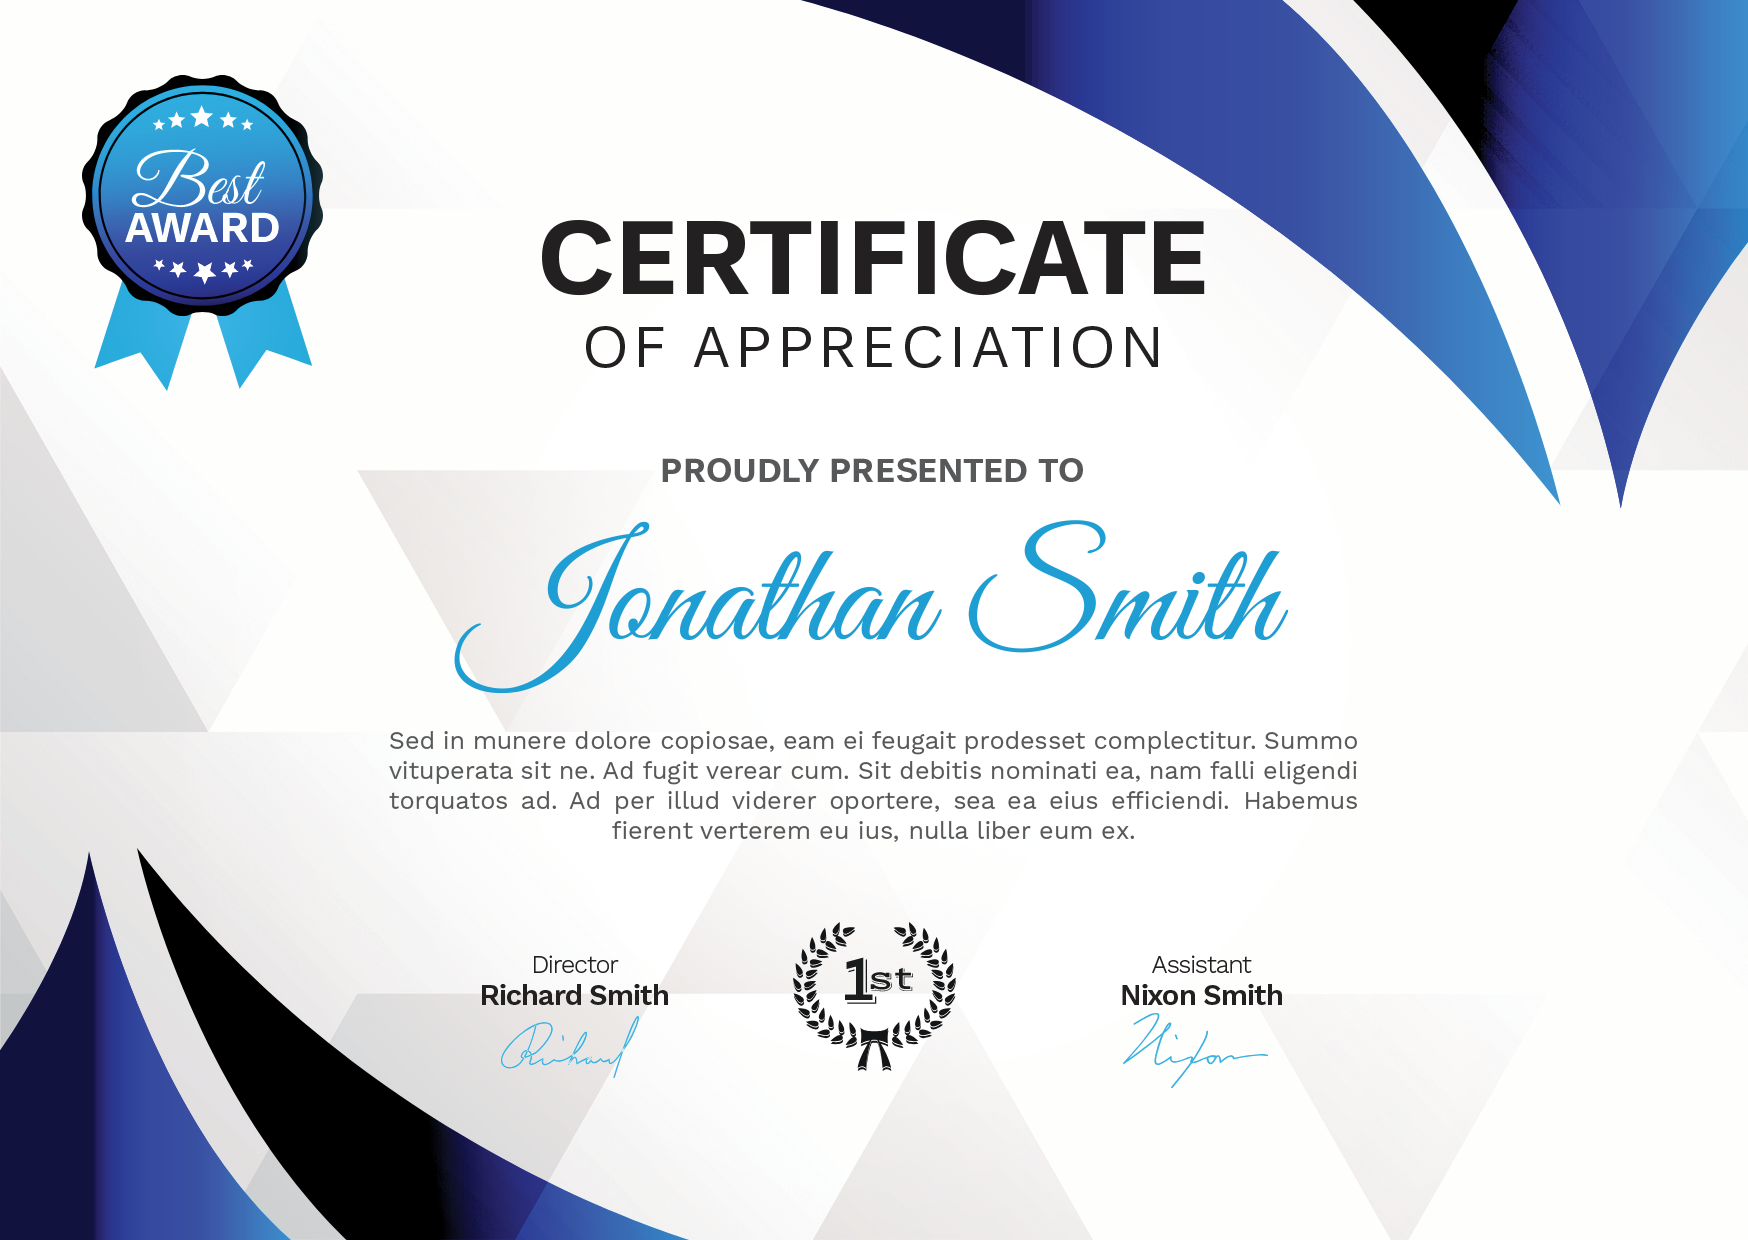 Best
AWARD
CERTIFICATE
OF APPRECIATION
PROUDLY PRESENTED TO
Jonathan Smith
Sed in munere dolore copiosae, eam ei feugait prodesset complectitur. Summo
vituperata sit ne. Ad fugit verear cum. Sit debitis nominati ea, nam falli eligendi
torquatos ad. Ad per illud viderer oportere, sea ea eius efficiendi. Habemus
fierent verterem eu ius, nulla liber eum ex.
Director
Richard Smith
Richard
1st
Assistant
Nixon Smith
Nixon